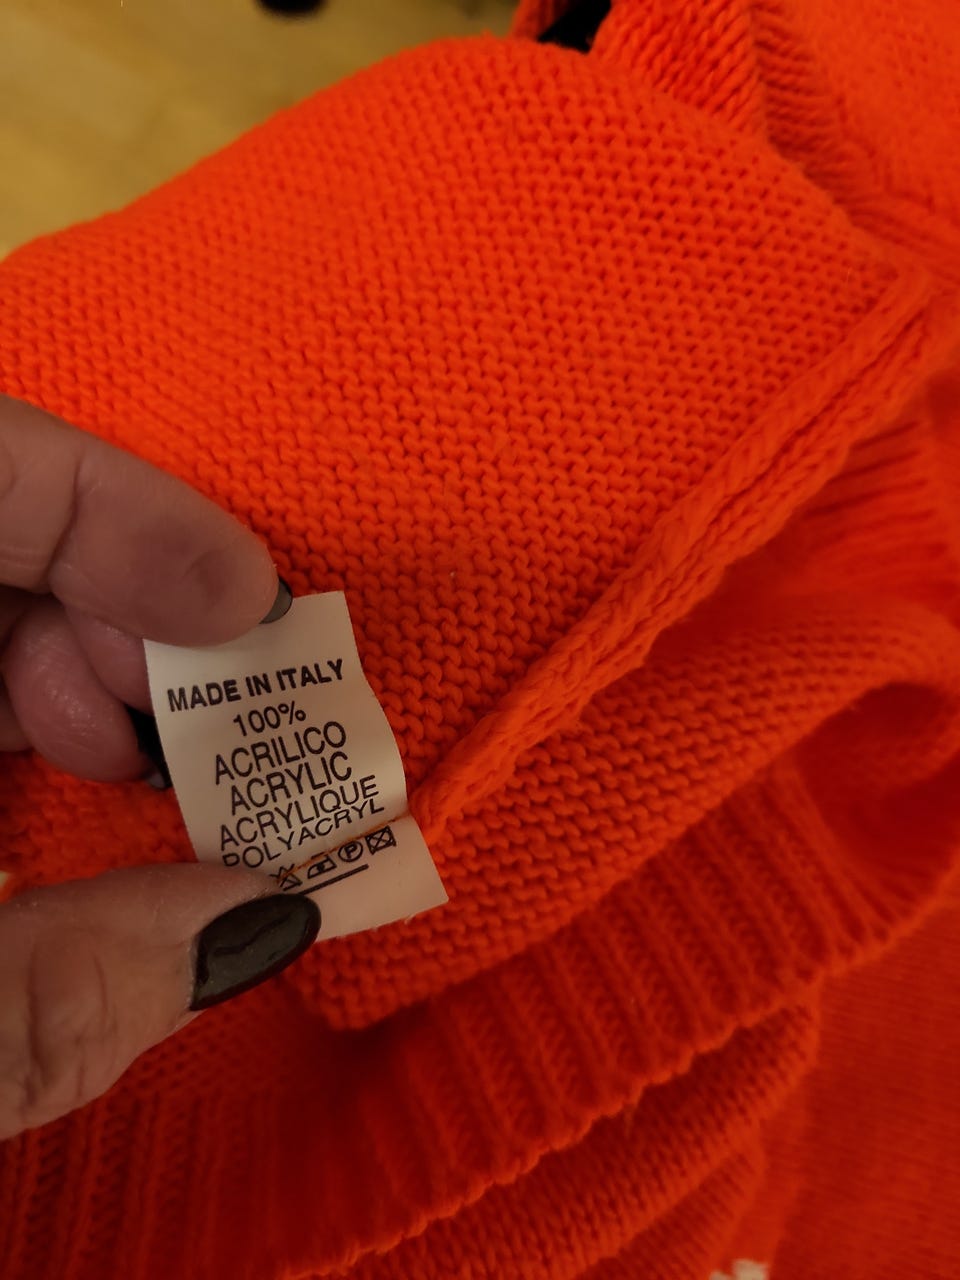 MADE IN ITALY
100%
ACRILICO
ACRYLIC
ACRYLIQUE
POLYACRYL
P